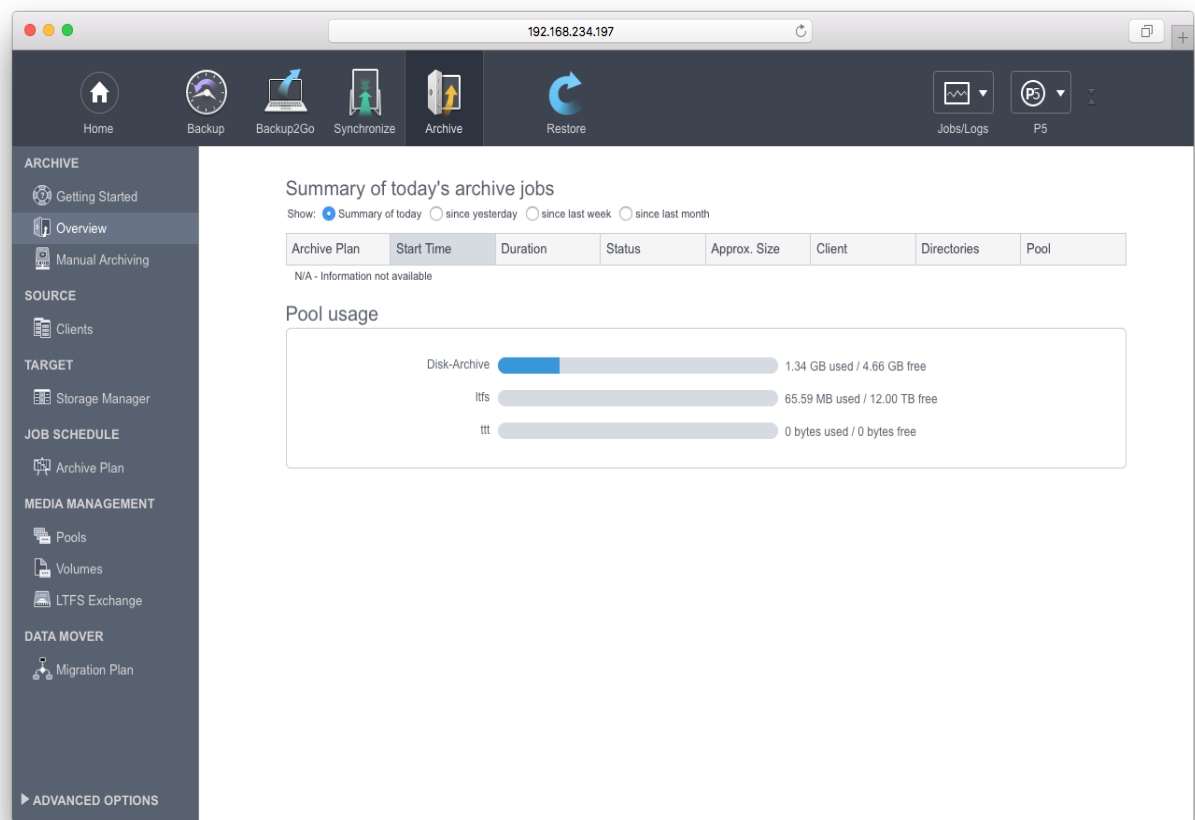 192.168.234.197
Home
Backup
Backup2Go
Synchronize
Archive
Restore
Jobs/Logs
P5
P5
ARCHIVE
Getting Started
Overview
Manual Archiving
SOURCE
Clients
TARGET
Storage Manager
JOB SCHEDULE
Archive Plan
MEDIA MANAGEMENT
Pools
Volumes
LTFS Exchange
DATA MOVER
Migration Plan
ADVANCED OPTIONS
Summary of today's archive jobs
Show: Summary of today since yesterday since last week since last month
Archive Plan Start Time Duration Status Approx. Size Client Directories Pool
N/A - Information not available
Pool usage
Disk-Archive 1.34 GB used / 4.66 GB free
ltfs 65.59 MB used / 12.00 TB free
ttt 0 bytes used / 0 bytes free